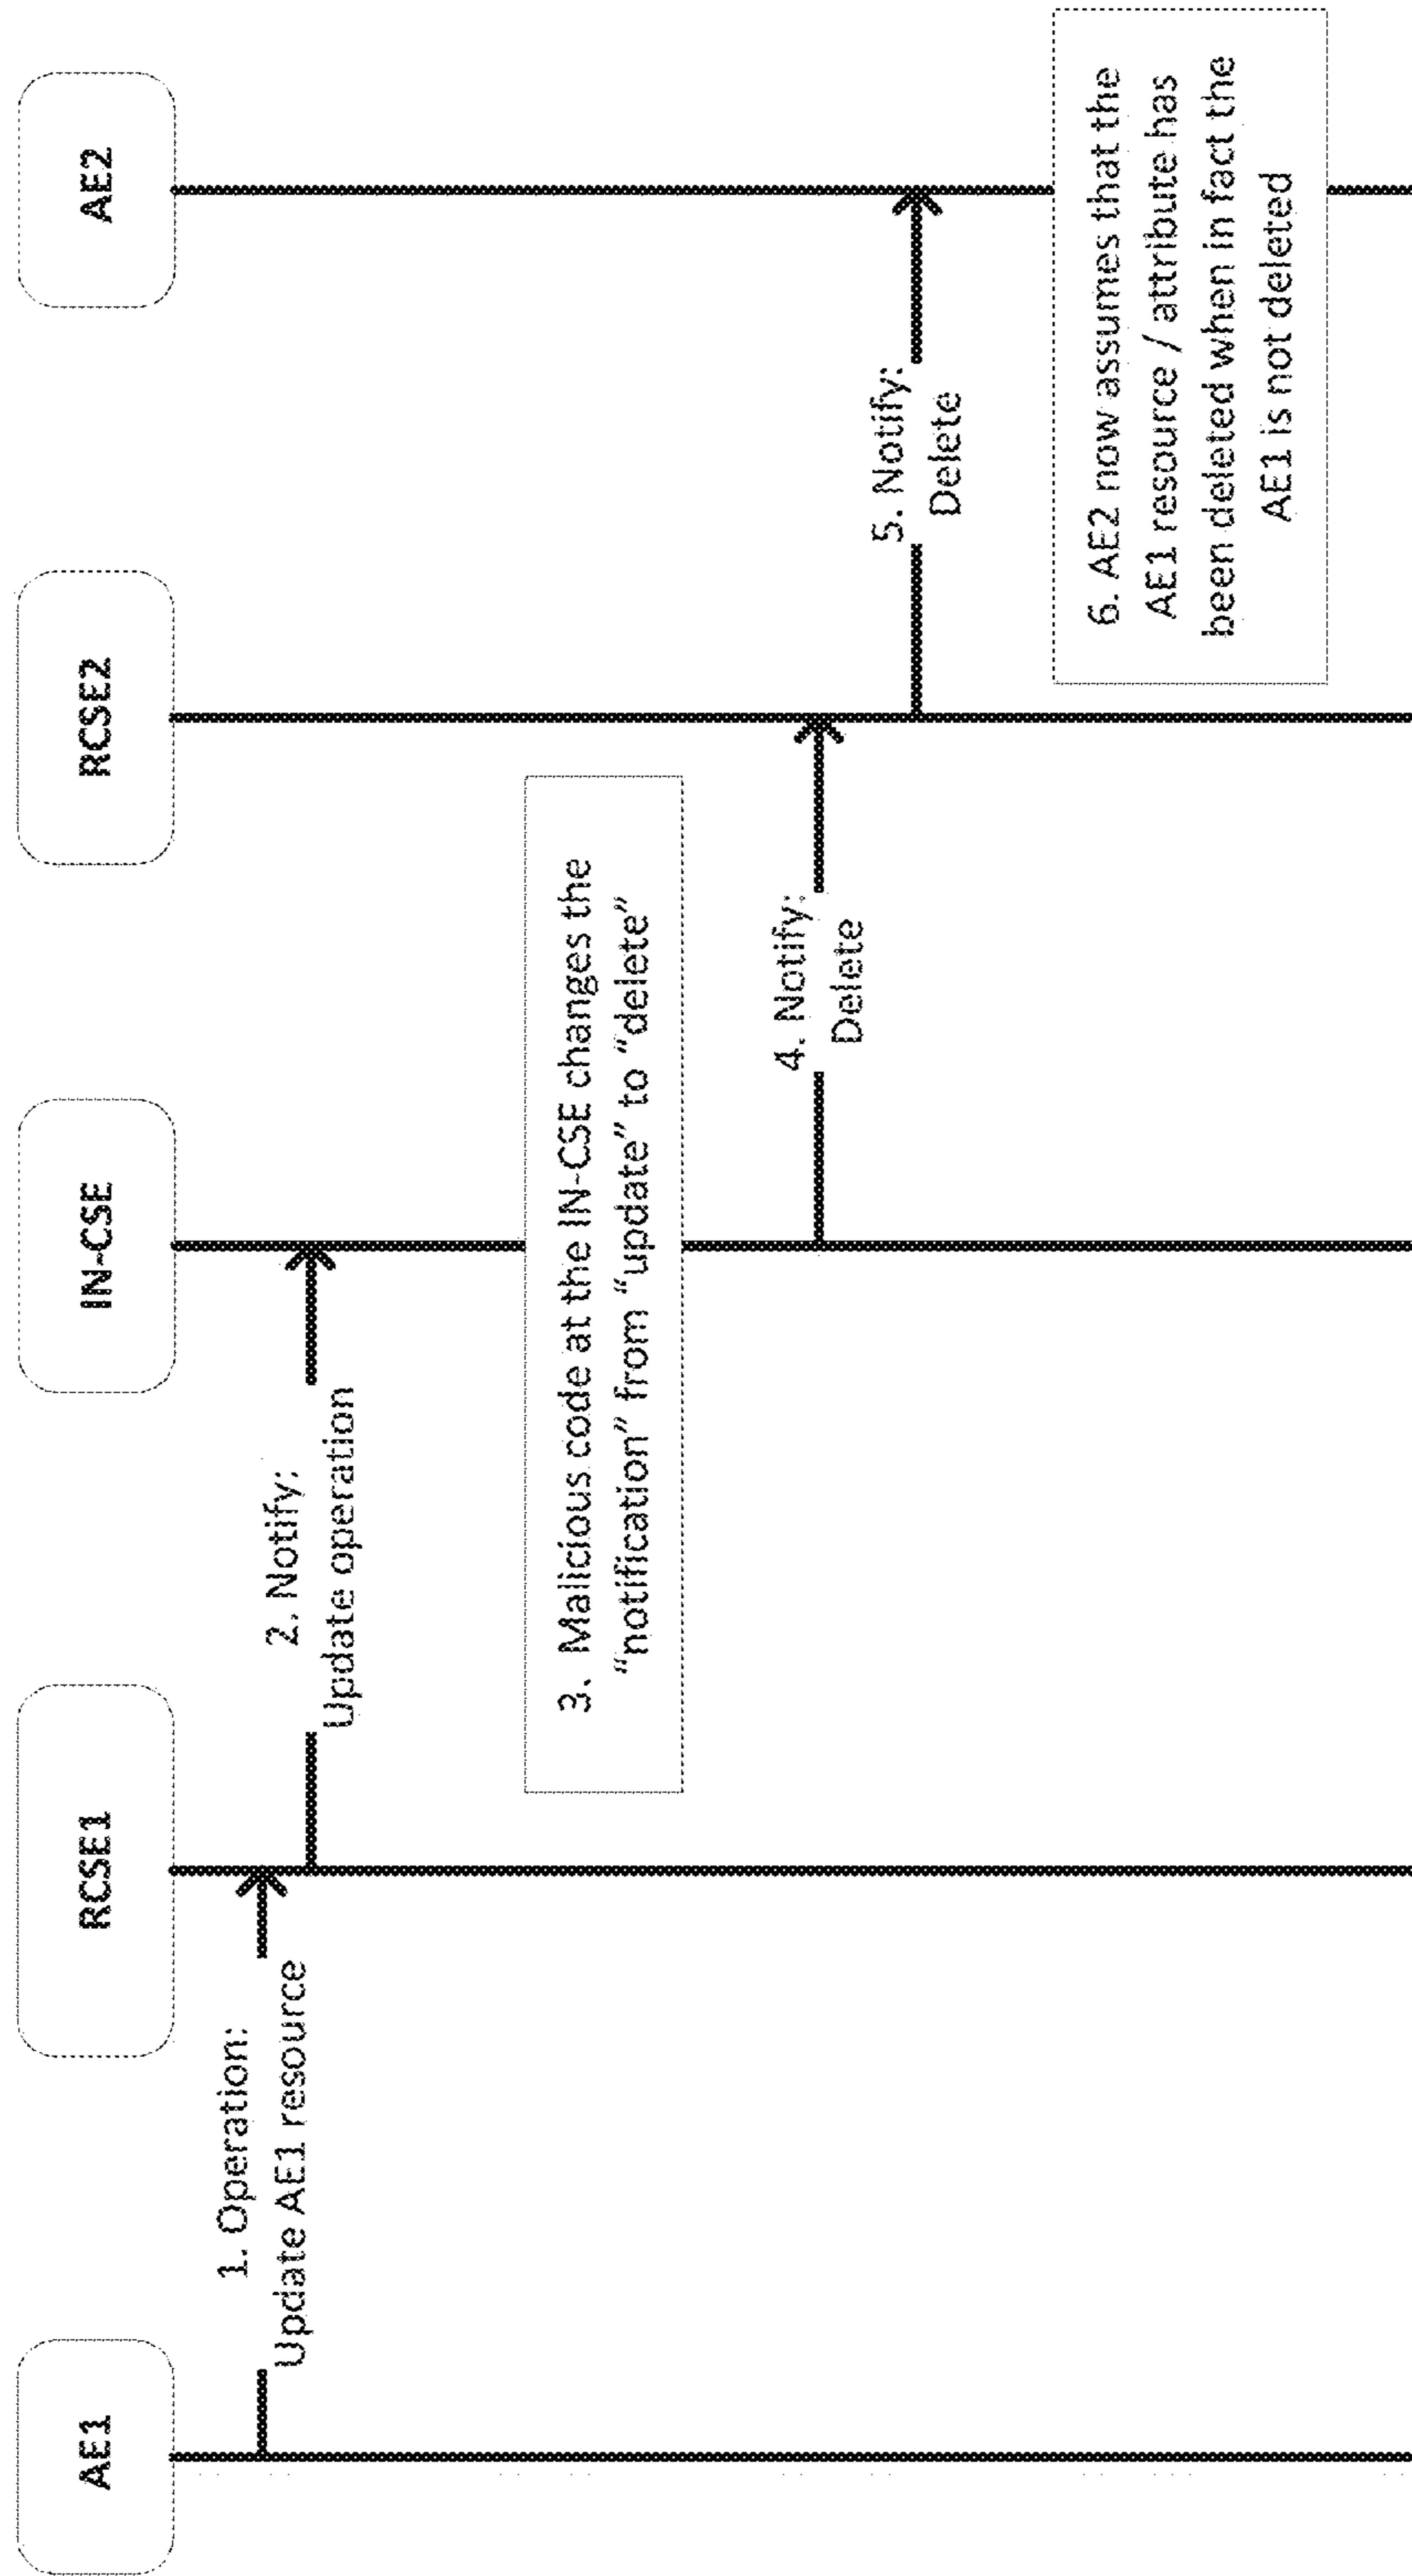 AE1
RCSE1
IN-CSE
RCSE2
AE2
1. Operation:
Update AE1 resource
2. Notify:
Update operation
3. Malicious code at the IN-CSE changes the
“notification” from “update” to “delete”
4. Notify:
Delete
5. Notify:
Delete
6. AE2 now assumes that the
AE1 resource / attribute has
been deleted when in fact the
AE1 is not deleted